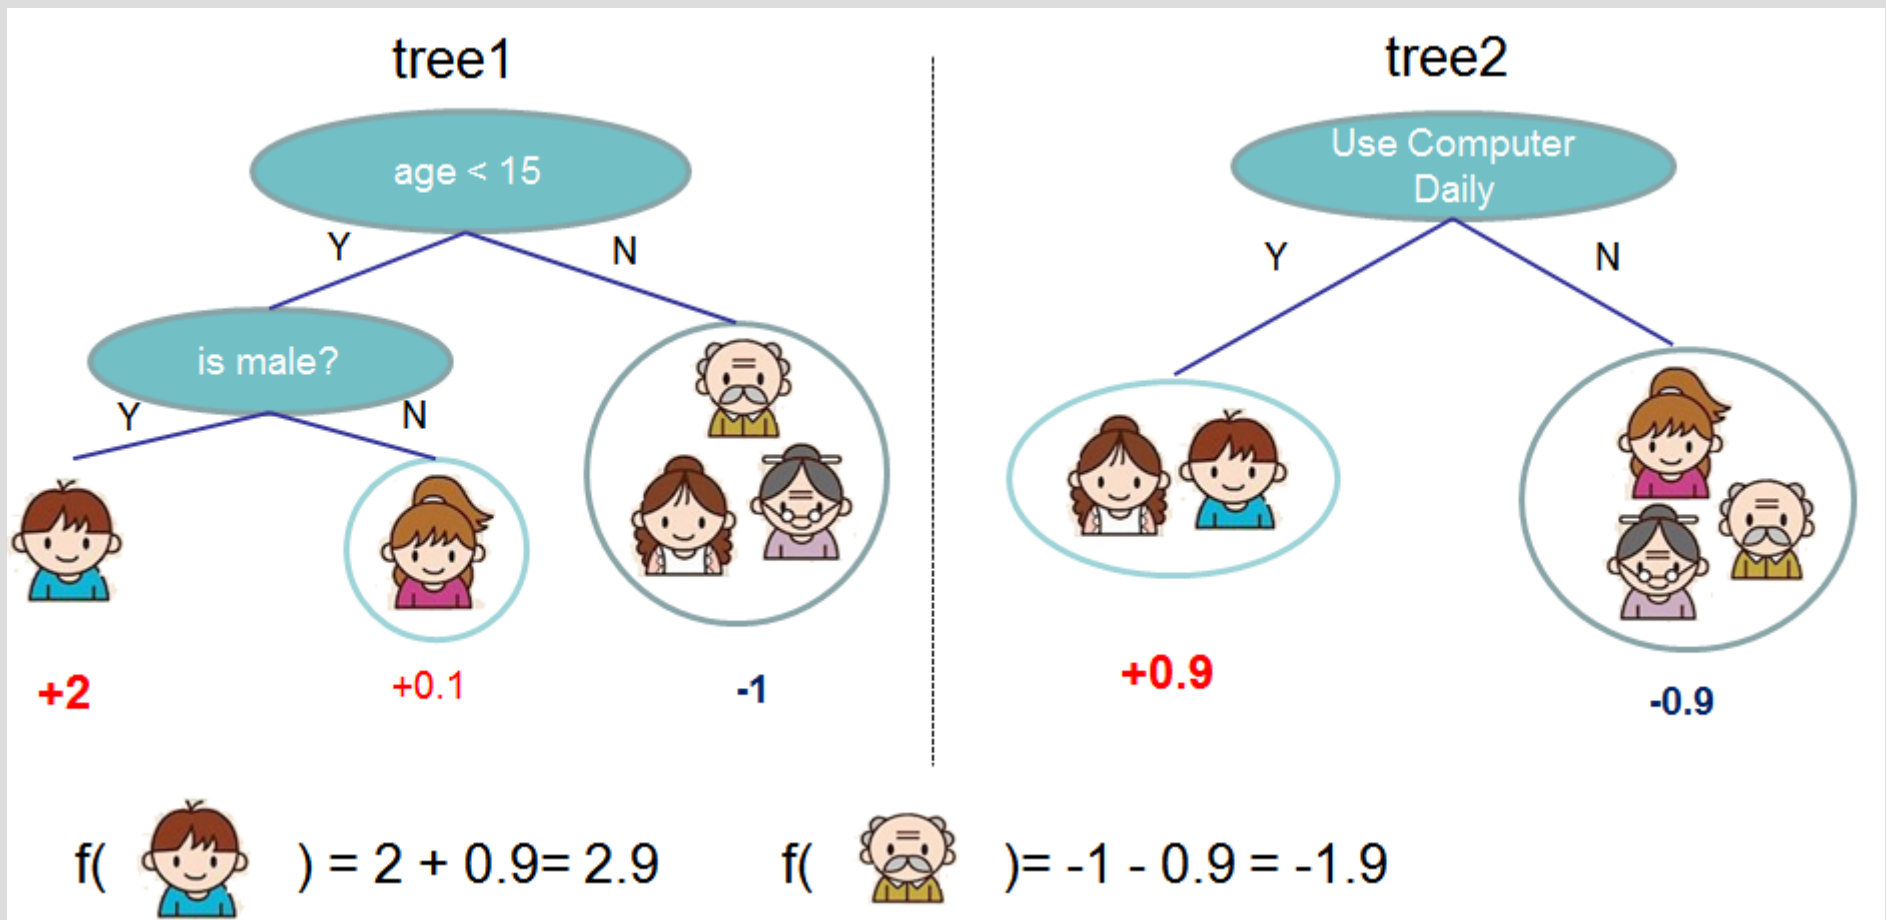 tree1
age < 15
Y
N
is male?
Y
N
+2
+0.1
-1
tree2
Use Computer
Daily
Y
N
+0.9
-0.9
f( ) = 2 + 0.9= 2.9
f( )= -1 - 0.9 = -1.9